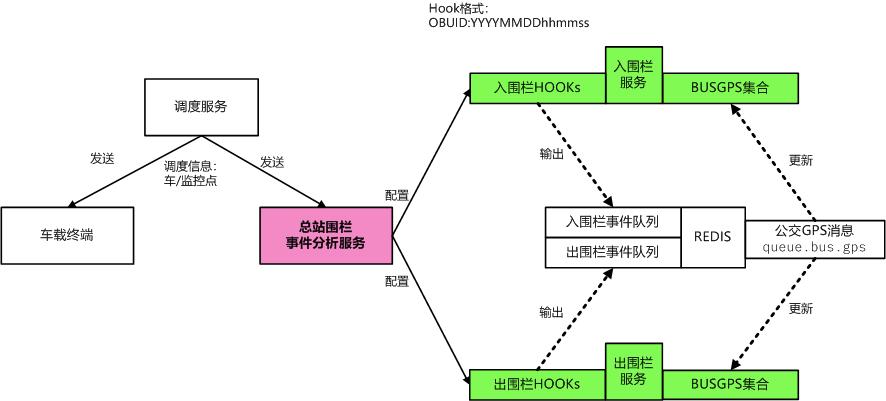 Hook格式：
OBUID:YYYYMMDDhhmmss
入围栏
服务
入围栏HOOKs
BUSGPS集合
调度服务
发送
调度信息：
车/监控点
发送
输出
更新
配置
车载终端
总站围栏
事件分析服务
入围栏事件队列
出围栏事件队列
REDIS
公交GPS消息
queue.bus.gps
配置
输出
更新
出围栏
服务
出围栏HOOKs
BUSGPS集合